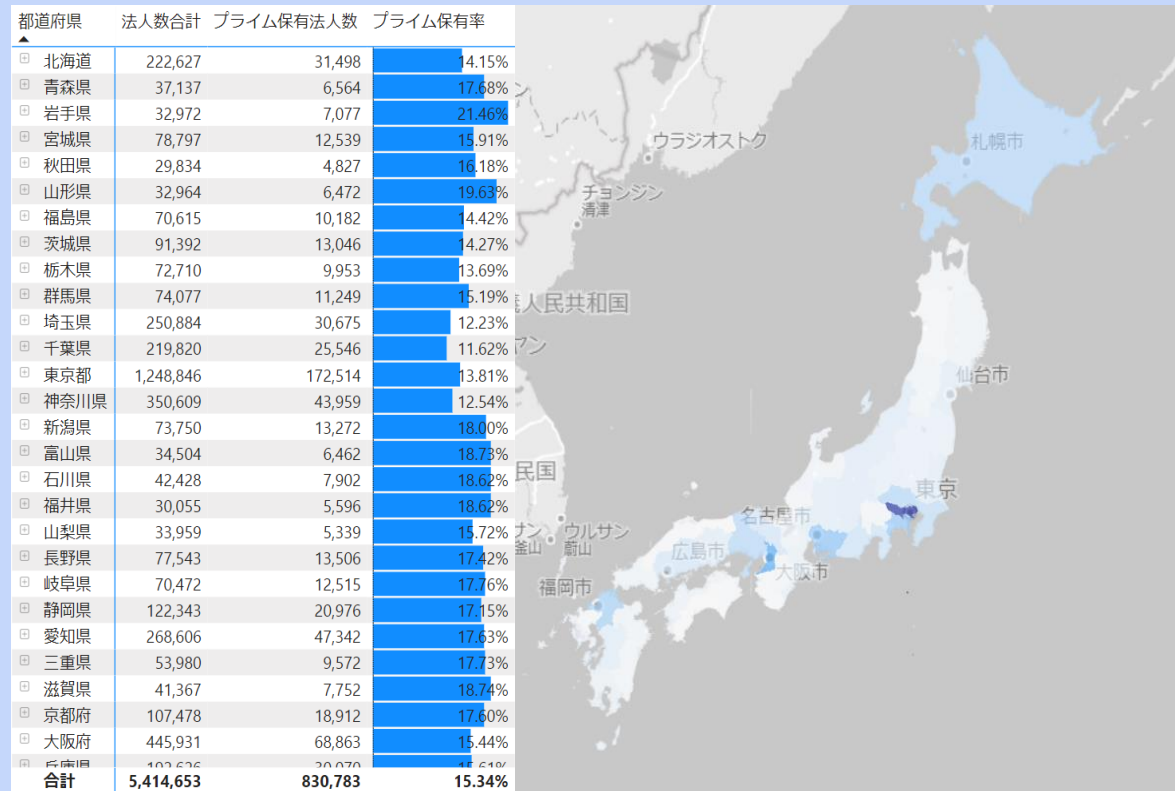 都道府県 法人数合計 プライム保有法人数 プライム保有率
北海道 222,627 31,498 14.15%
青森県 37,137 6,564 17.68%
岩手県 32,972 7,077 21.46%
宮城県 78,797 12,539 15.91%
秋田県 29,834 4,827 16.18%
山形県 32,964 6,472 19.63%
福島県 70,615 10,182 14.42%
茨城県 91,392 13,046 14.27%
栃木県 72,710 9,953 13.69%
群馬県 74,077 11,249 15.19%
埼玉県 250,884 30,675 12.23%
千葉県 219,820 25,546 11.62%
東京都 1,248,846 172,514 13.81%
神奈川県 350,609 43,959 12.54%
新潟県 73,750 13,272 18.00%
富山県 34,504 6,462 18.73%
石川県 42,428 7,902 18.62%
福井県 30,055 5,596 18.62%
山梨県 33,959 5,339 15.72%
長野県 77,543 13,506 17.42%
岐阜県 70,472 12,515 17.76%
静岡県 122,343 20,976 17.15%
愛知県 268,606 47,342 17.63%
三重県 53,980 9,572 17.73%
滋賀県 41,367 7,752 18.74%
京都府 107,478 18,912 17.60%
大阪府 445,931 68,863 15.44%
合計 5,414,653 830,783 15.34%
ウラジオストク
札幌市
チョンジン
清津
人民共和国
ヤン
仙台市
民国
東京
名古屋市
サン
釜山
ウルサン
蔚山
広島市
大阪市
福岡市